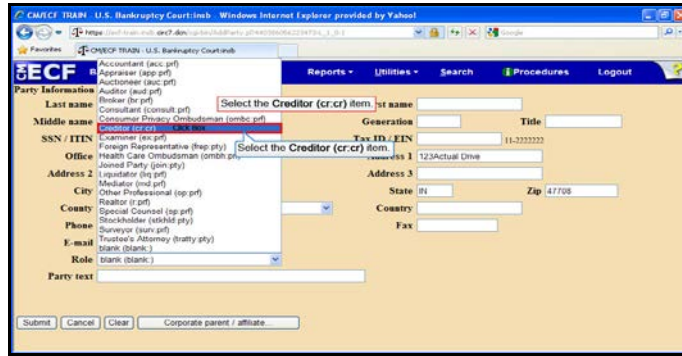 CM/ECF TRAIN - U.S. Bankruptcy Court:insb - Windows Internet Explorer provided by Yahoo!
Google
Favorites CM/ECF TRAIN - U.S. Bankruptcy Court:insb
ECF B Reports Utilities Search Procedures Logout ?
Party Information
Accountant (acc:prf)
Appraiser (app:prf)
Auctioneer (auc:prf)
Auditor (aud:prf)
Broker (br:prf)
Consultant (consult:prf)
Consumer Privacy Ombudsman (ombc:prf)
Creditor (cr:cr) Click Box
Examiner (ex:prf)
Foreign Representative (frep:pty)
Health Care Ombudsman (ombh:prf)
Joined Party (join:pty)
Liquidator (liq:prf)
Mediator (md:prf)
Other Professional (op:prf)
Realtor (r:prf)
Special Counsel (sp:prf)
Stockholder (stkhld:pty)
Surveyor (surv:prf)
Trustee's Attorney (tratty:pty)
blank (blank:)
Select the Creditor (cr:cr) item.
Select the Creditor (cr:cr) item.
Last name rst name
Middle name Generation Title
SSN / ITIN Tax ID / EIN 11-2222222
Office Address 1 123Actual Drive
Address 2 Address 3
City State IN Zip 47708
County Country
Phone Fax
E-mail
Role blank (blank:)
Party text
Submit Cancel Clear Corporate parent / affiliate...